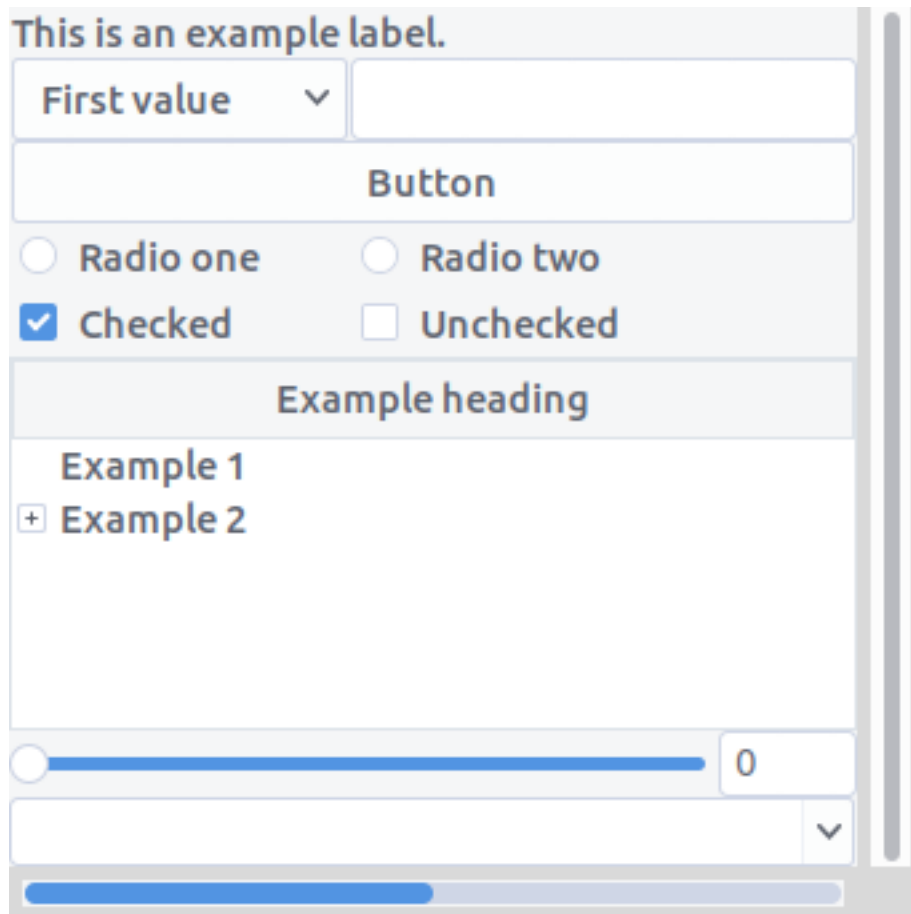 This is an example label.
First value
Button
Radio one Radio two
Checked Unchecked
Example heading
Example 1
Example 2
0